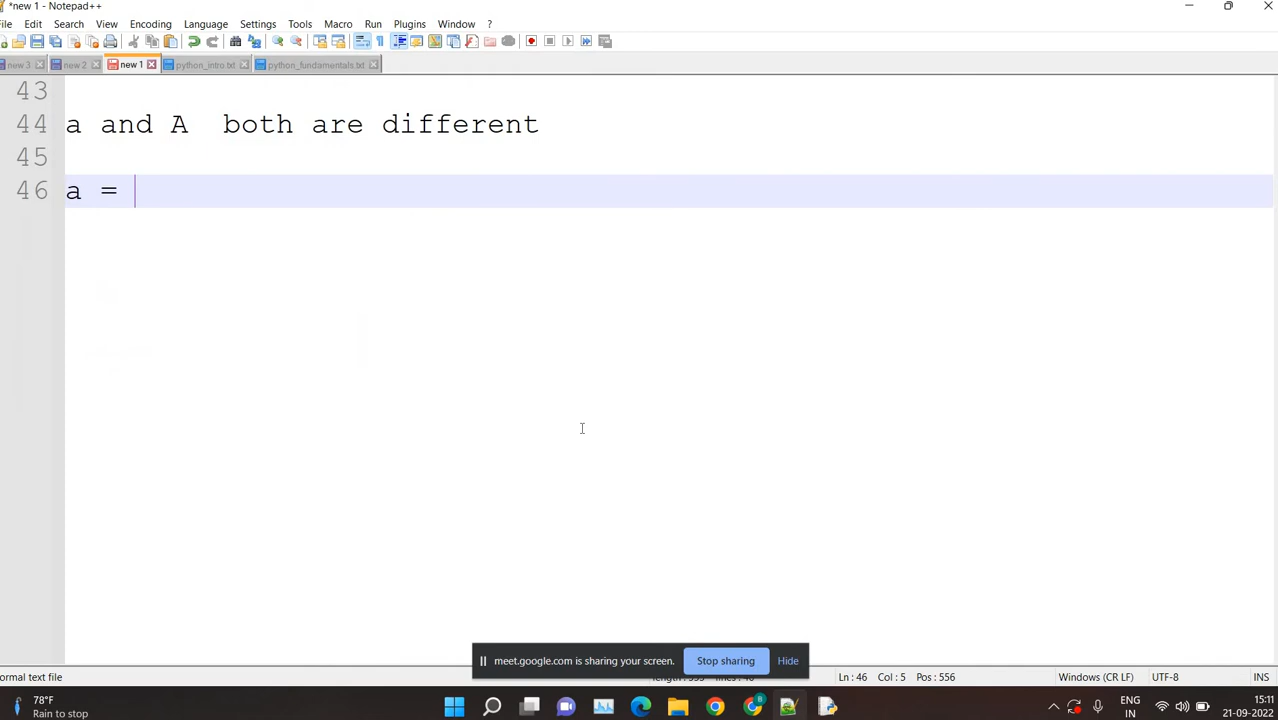 *new 1 - Notepad++
File Edit Search View Encoding Language Settings Tools Macro Run Plugins Window ?
new 3 new 2 new 1 python_intro.txt python_fundamentals.txt
43
44 a and A  both are different
45
46 a =
meet.google.com is sharing your screen. Stop sharing Hide
ormal text file Ln : 46 Col : 5 Pos : 556 Windows (CR LF) UTF-8 INS
78°F
Rain to stop
ENG
IN
15:11
21-09-2022